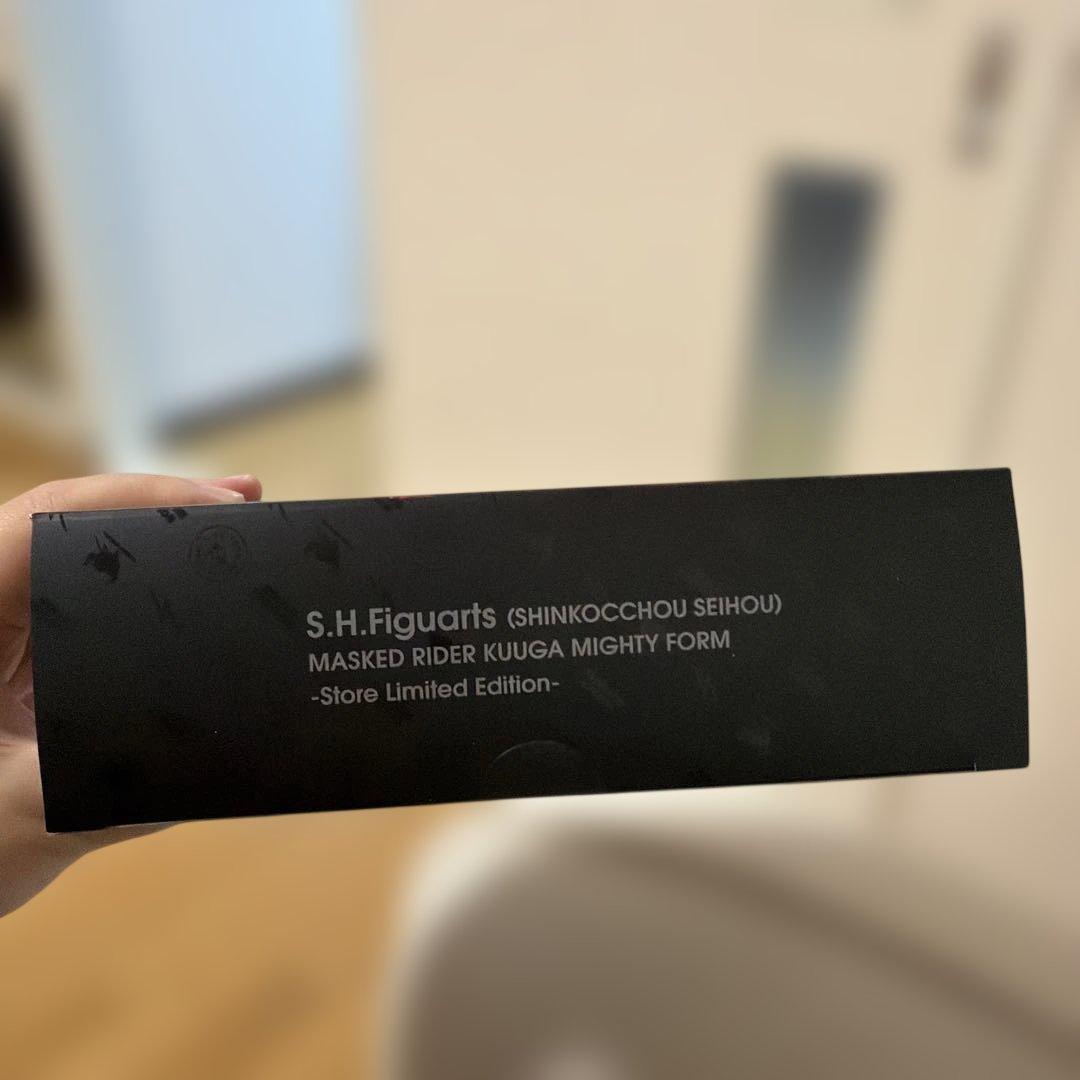 S.H.Figuarts (SHINKOCCHOU SEIHOU)
MASKED RIDER KUUGA MIGHTY FORM
-Store Limited Edition-